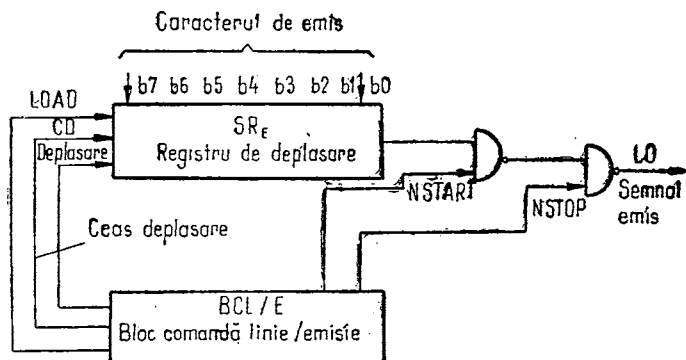 Caracterul de emis
b7 b6 b5 b4 b3 b2 b1 b0
LOAD
CD
Deplasare
SRE
Registru de deplasare
NSTART
NSTOP
LO
Semnal
emis
Ceas deplasare
BCL/E
Bloc comandă linie/emisie